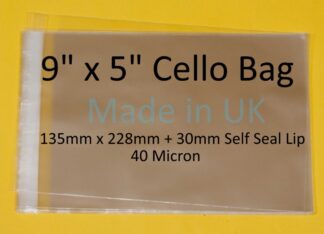 9" x 5" Cello Bag
Made in UK
135mm x 228mm + 30mm Self Seal Lip
40 Micron